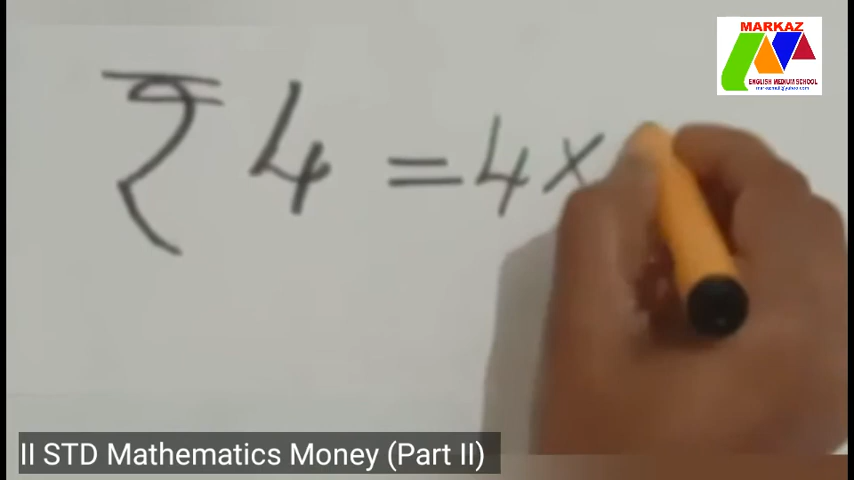 MARKAZ
ENGLISH MEDIUM SCHOOL
₹ 4 = 4 ×
II STD Mathematics Money (Part II)